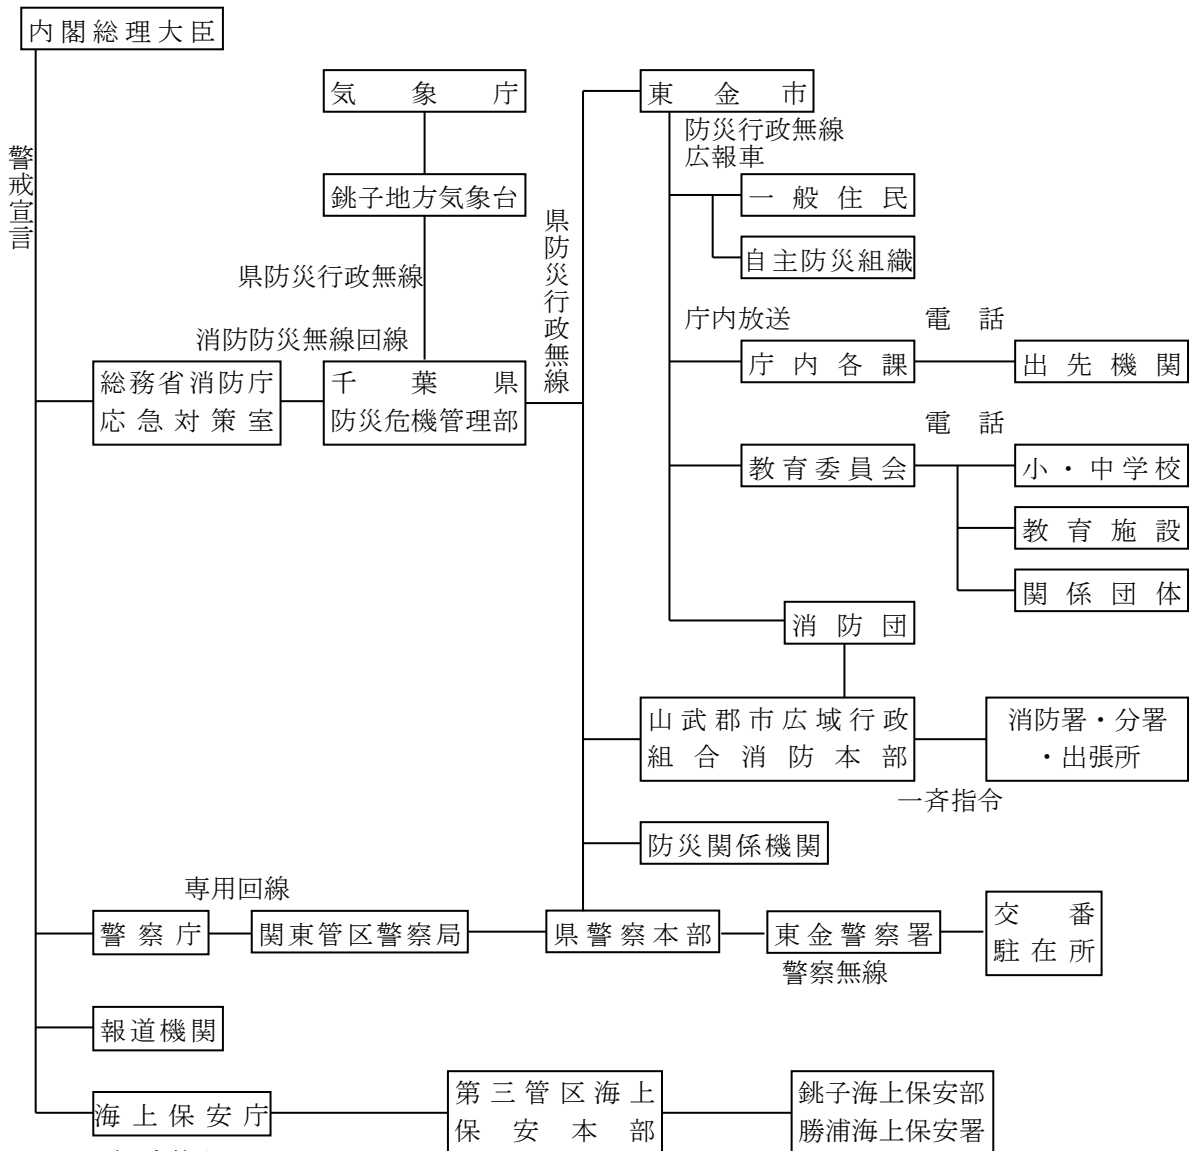 内閣総理大臣
警戒宣言
気象庁
銚子地方気象台
県防災行政無線
消防防災無線回線
総務省消防庁
応急対策室
千葉県
防災危機管理部
県防災行政無線
東金市
防災行政無線
広報車
一般住民
自主防災組織
庁内放送
電話
庁内各課
出先機関
電話
教育委員会
小・中学校
教育施設
関係団体
消防団
山武郡市広域行政
組合消防本部
消防署・分署
・出張所
一斉指令
防災関係機関
専用回線
警察庁
関東管区警察局
県警察本部
東金警察署
警察無線
交番
駐在所
報道機関
海上保安庁
第三管区海上
保安本部
銚子海上保安部
勝浦海上保安署